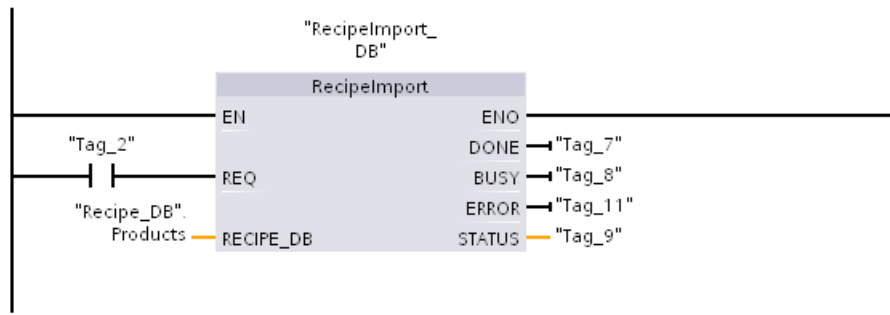 "RecipeImport_
DB"
RecipeImport
EN
ENO
"Tag_2"
DONE
"Tag_7"
REQ
BUSY
"Tag_8"
"Recipe_DB".
ERROR
"Tag_11"
Products
RECIPE_DB
STATUS
"Tag_9"